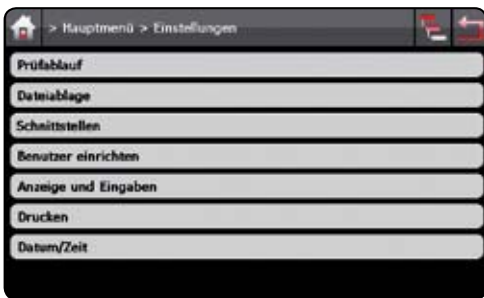 > Hauptmenü > Einstellungen
Prüfablauf
Dateiablage
Schnittstellen
Benutzer einrichten
Anzeige und Eingaben
Drucken
Datum/Zeit